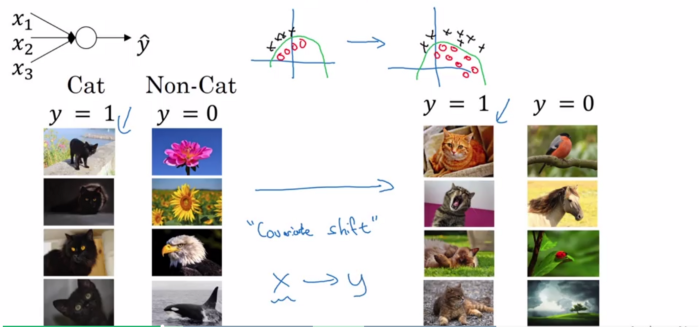 x₁
x₂
x₃
ŷ
Cat Non-Cat
y = 1 y = 0
y = 1 y = 0
"Covariate shift"
x → y